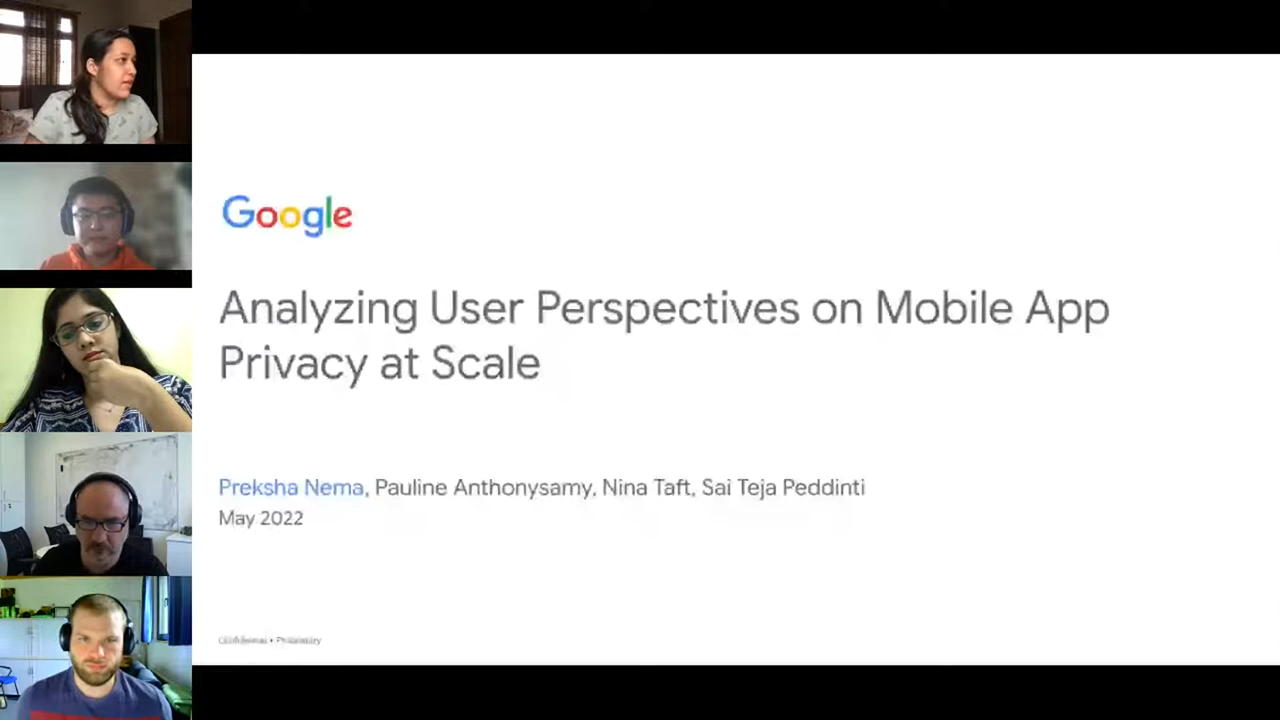 Google
Analyzing User Perspectives on Mobile App
Privacy at Scale
Preksha Nema, Pauline Anthonysamy, Nina Taft, Sai Teja Peddinti
May 2022